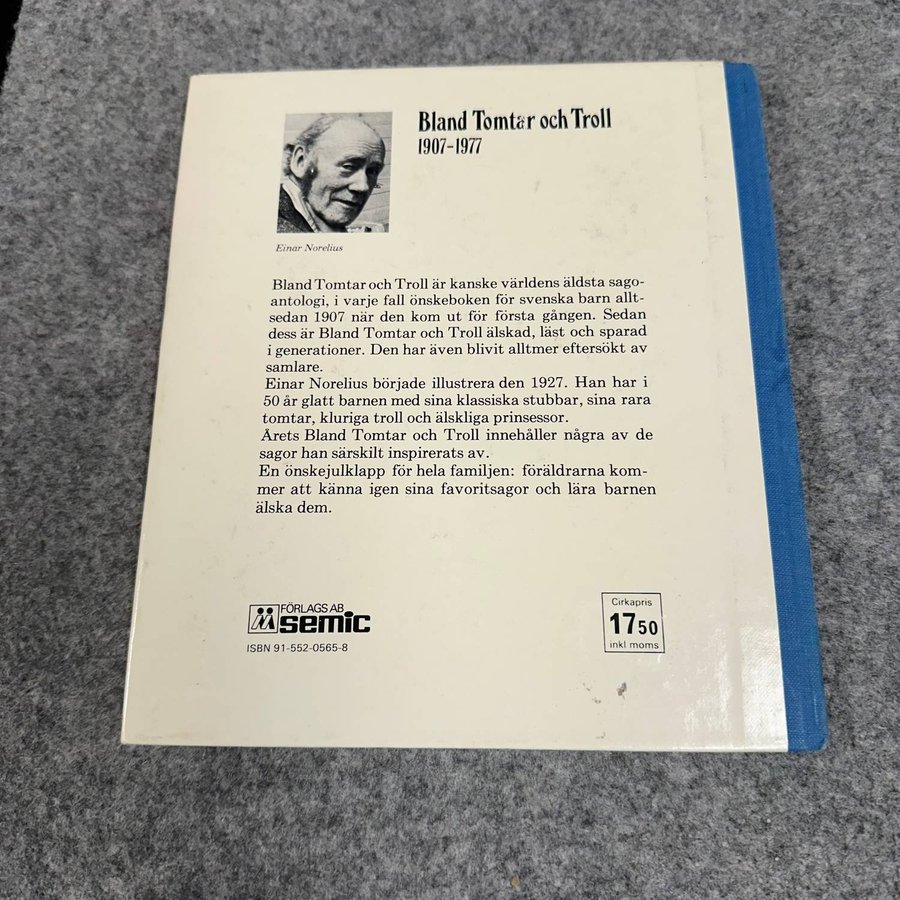 Bland Tomtar och Troll
1907-1977
Einar Norelius
Bland Tomtar och Troll är kanske världens äldsta sago-
antologi, i varje fall önskeboken för svenska barn allt-
sedan 1907 när den kom ut för första gången. Sedan
dess är Bland Tomtar och Troll älskad, läst och sparad
i generationer. Den har även blivit alltmer eftersökt av
samlare.
Einar Norelius började illustrera den 1927. Han har i
50 år glatt barnen med sina klassiska stubbar, sina rara
tomtar, kluriga troll och älskliga prinsessor.
Årets Bland Tomtar och Troll innehåller några av de
sagor han särskilt inspirerats av.
En önskejulklapp för hela familjen: föräldrarna kom-
mer att känna igen sina favoritsagor och lära barnen
älska dem.
FÖRLAGS AB
semic
ISBN 91-552-0565-8
Cirkapris
17 50
inkl moms